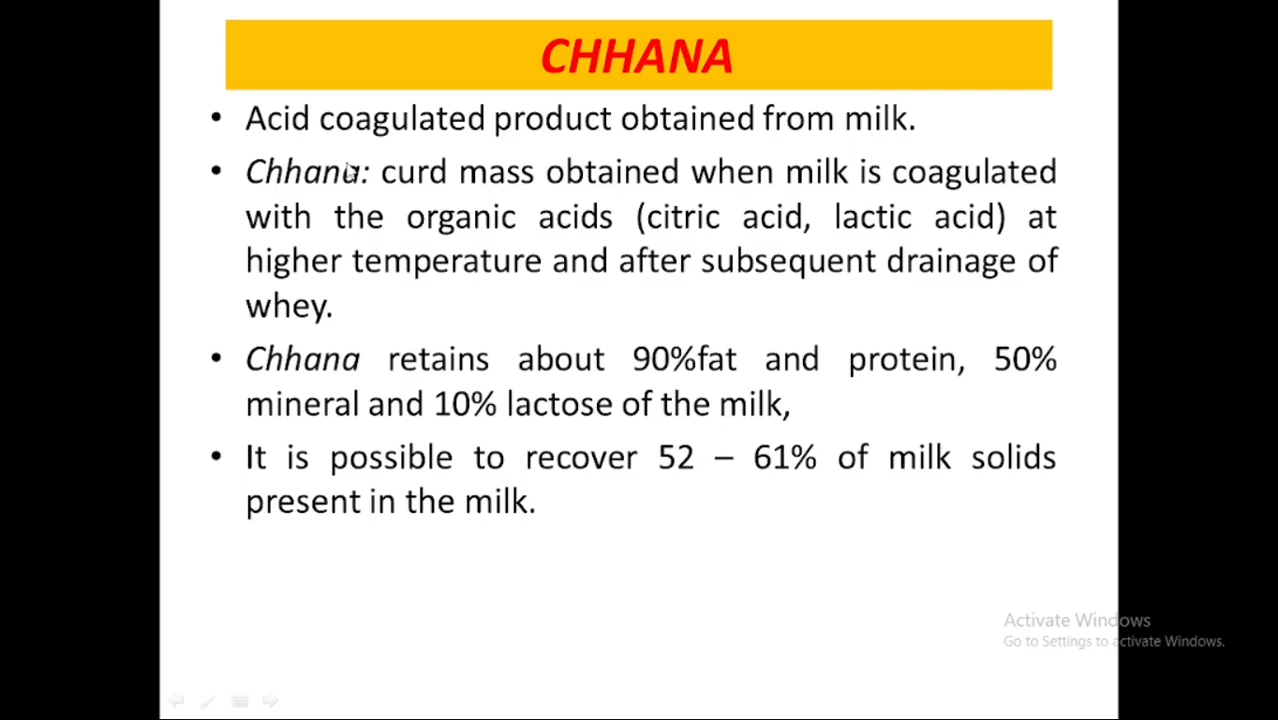 CHHANA
• Acid coagulated product obtained from milk.
• Chhana: curd mass obtained when milk is coagulated
with the organic acids (citric acid, lactic acid) at
higher temperature and after subsequent drainage of
whey.
• Chhana retains about 90%fat and protein, 50%
mineral and 10% lactose of the milk,
• It is possible to recover 52 – 61% of milk solids
present in the milk.
Activate Windows
Go to Settings to activate Windows.